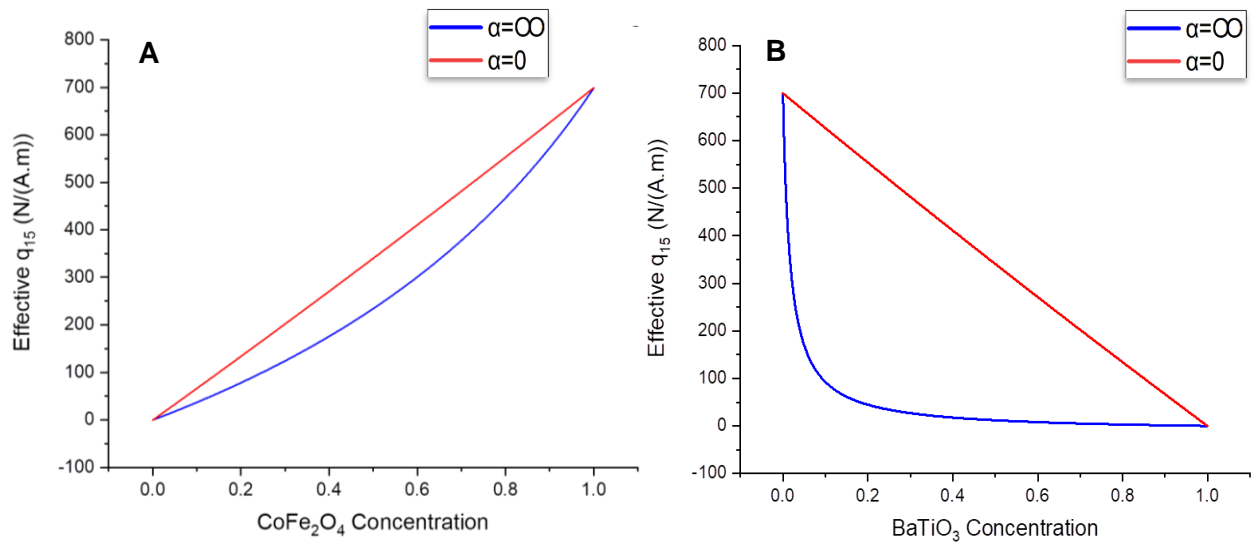 A
α=∞
α=0
Effective q₁₅ (N/(A.m))
800
700
600
500
400
300
200
100
0
-100
0.0 0.2 0.4 0.6 0.8 1.0
CoFe₂O₄ Concentration
B
α=∞
α=0
Effective q₁₅ (N/(A.m))
800
700
600
500
400
300
200
100
0
-100
0.0 0.2 0.4 0.6 0.8 1.0
BaTiO₃ Concentration